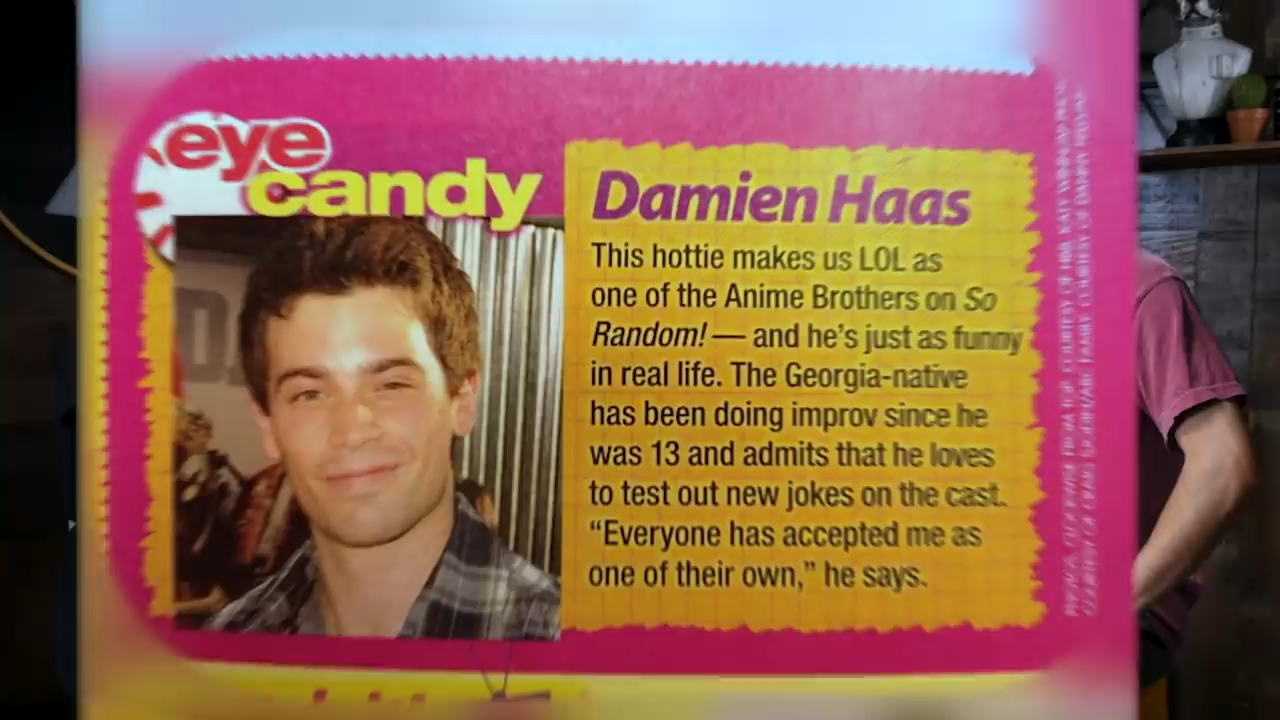 eye
candy
Damien Haas
This hottie makes us LOL as
one of the Anime Brothers on So
Random! — and he's just as funny
in real life. The Georgia-native
has been doing improv since he
was 13 and admits that he loves
to test out new jokes on the cast.
“Everyone has accepted me as
one of their own,” he says.